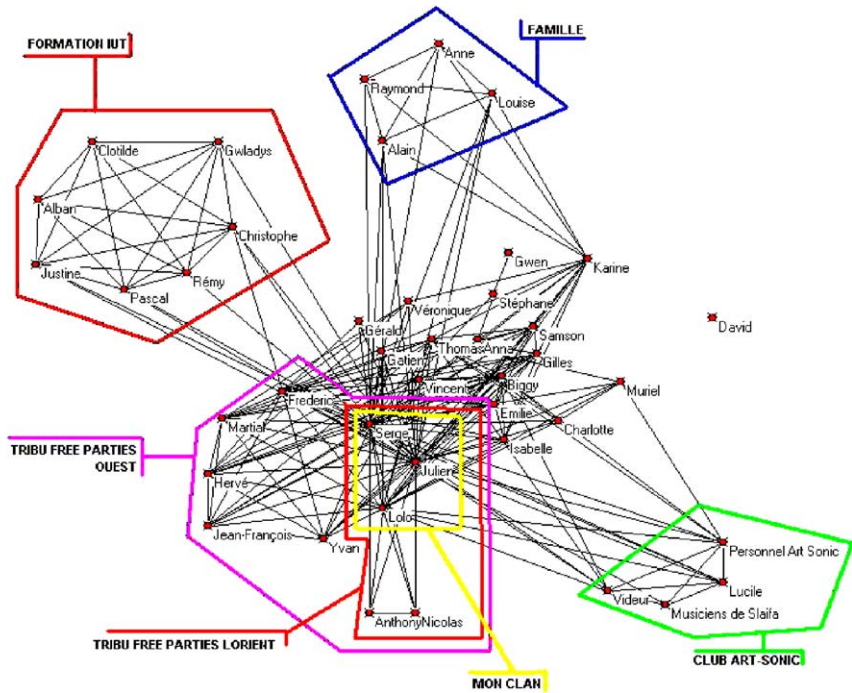 FORMATION IUT
FAMILLE
Anne
Raymond
Louise
Alain
Clotilde
Gwladys
Alban
Christophe
Justine
Rémy
Pascal
Gwen
Karine
Stéphane
Véronique
David
Gérald
Samson
Thomas
Anna
Gatien
Gilles
Vincent
Biggy
Muriel
Frederic
Emilie
Martial
Serge
Charlotte
Isabelle
TRIBU FREE PARTIES
OUEST
Julien
Hervé
Lolo
Jean-François
Yvan
Personnel Art Sonic
Lucile
Videur
Musiciens de Slaifa
Anthony
Nicolas
TRIBU FREE PARTIES LORIENT
MON CLAN
CLUB ART-SONIC